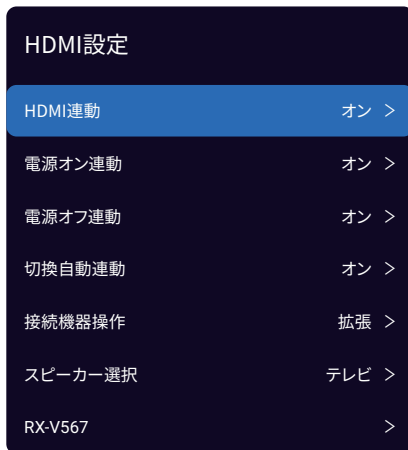 HDMI設定
HDMI連動 オン >
電源オン連動 オン >
電源オフ連動 オン >
切換自動連動 オン >
接続機器操作 拡張 >
スピーカー選択 テレビ >
RX-V567 >